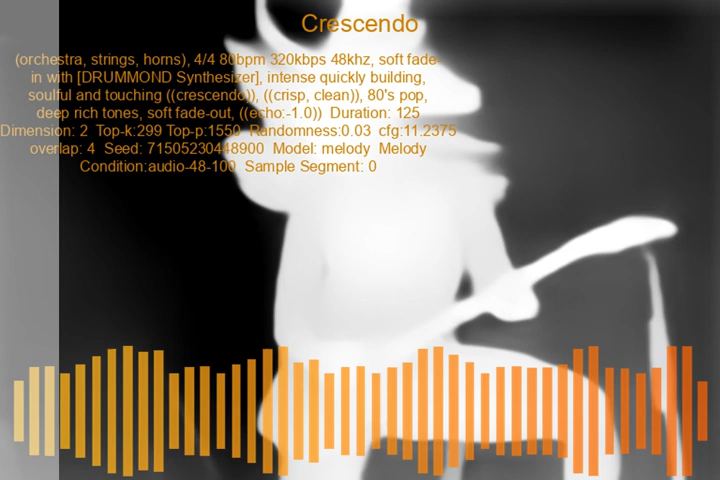 Crescendo
(orchestra, strings, horns), 4/4 80bpm 320kbps 48khz, soft fade-
in with [DRUMMOND Synthesizer], intense quickly building,
soulful and touching ((crescendo)), ((crisp, clean)), 80's pop,
deep rich tones, soft fade-out, ((echo:-1.0)) Duration: 125
Dimension: 2 Top-k:299 Top-p:1550 Randomness:0.03 cfg:11.2375
overlap: 4 Seed: 71505230448900 Model: melody Melody
Condition:audio-48-100 Sample Segment: 0